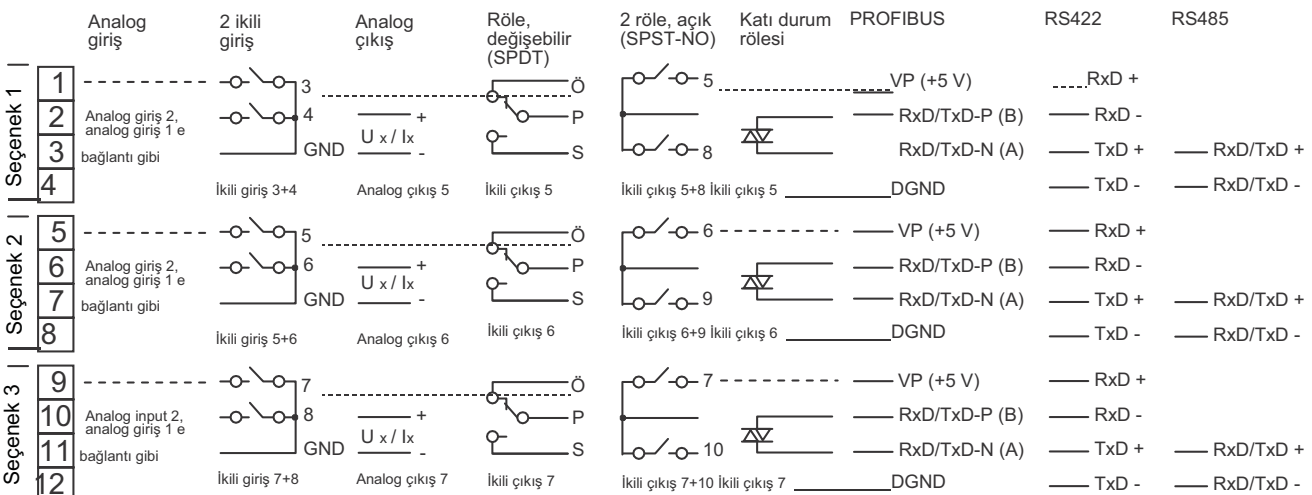 Analog giriş
2 ikili giriş
Analog çıkış
Röle, değişebilir (SPDT)
2 röle, açık (SPST-NO)
Katı durum rölesi
PROFIBUS
RS422
RS485
Seçenek 1
1
2
3
4
Analog giriş 2,
analog giriş 1 e
bağlantı gibi
3
4
GND
İkili giriş 3+4
+
U x / Ix
-
Analog çıkış 5
Ö
P
S
İkili çıkış 5
5
8
İkili çıkış 5+8
İkili çıkış 5
VP (+5 V)
RxD/TxD-P (B)
RxD/TxD-N (A)
DGND
RxD +
RxD -
TxD +
TxD -
RxD/TxD +
RxD/TxD -
Seçenek 2
5
6
7
8
Analog giriş 2,
analog giriş 1 e
bağlantı gibi
5
6
GND
İkili giriş 5+6
+
U x / Ix
-
Analog çıkış 6
Ö
P
S
İkili çıkış 6
6
9
İkili çıkış 6+9
İkili çıkış 6
VP (+5 V)
RxD/TxD-P (B)
RxD/TxD-N (A)
DGND
RxD +
RxD -
TxD +
TxD -
RxD/TxD +
RxD/TxD -
Seçenek 3
9
10
11
12
Analog input 2,
analog giriş 1 e
bağlantı gibi
7
8
GND
İkili giriş 7+8
+
U x / Ix
-
Analog çıkış 7
Ö
P
S
İkili çıkış 7
7
10
İkili çıkış 7+10
İkili çıkış 7
VP (+5 V)
RxD/TxD-P (B)
RxD/TxD-N (A)
DGND
RxD +
RxD -
TxD +
TxD -
RxD/TxD +
RxD/TxD -